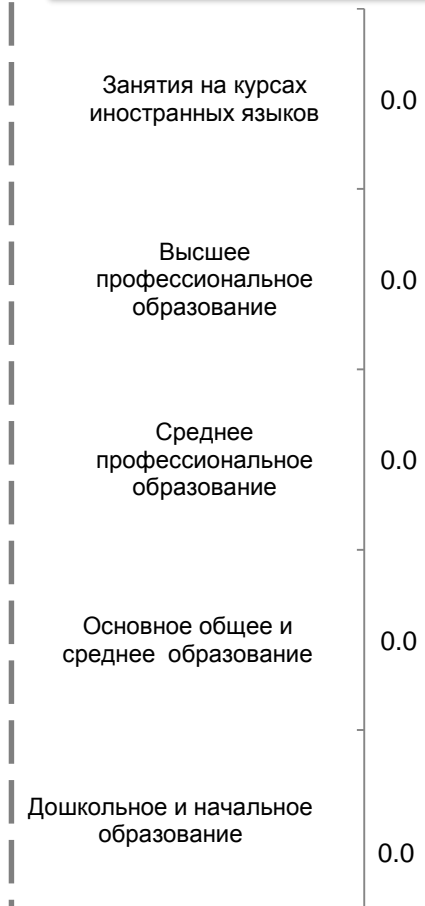 Занятия на курсах
иностранных языков
0.0
Высшее
профессиональное
образование
0.0
Среднее
профессиональное
образование
0.0
Основное общее и
среднее образование
0.0
Дошкольное и начальное
образование
0.0